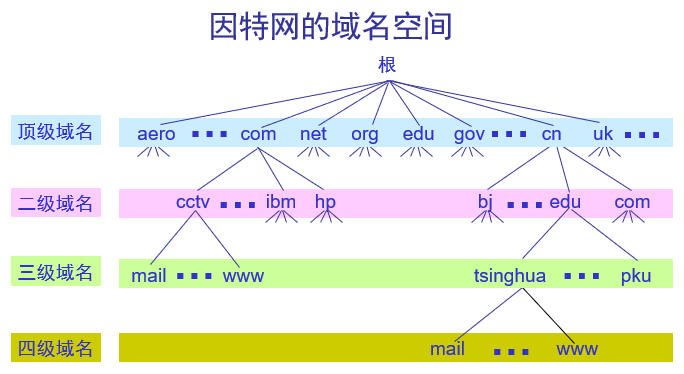 因特网的域名空间
根
顶级域名 aero ... com net org edu gov ... cn uk ...
二级域名 cctv ... ibm hp bj ... edu com
三级域名 mail ... www tsinghua ... pku
四级域名 mail ... www